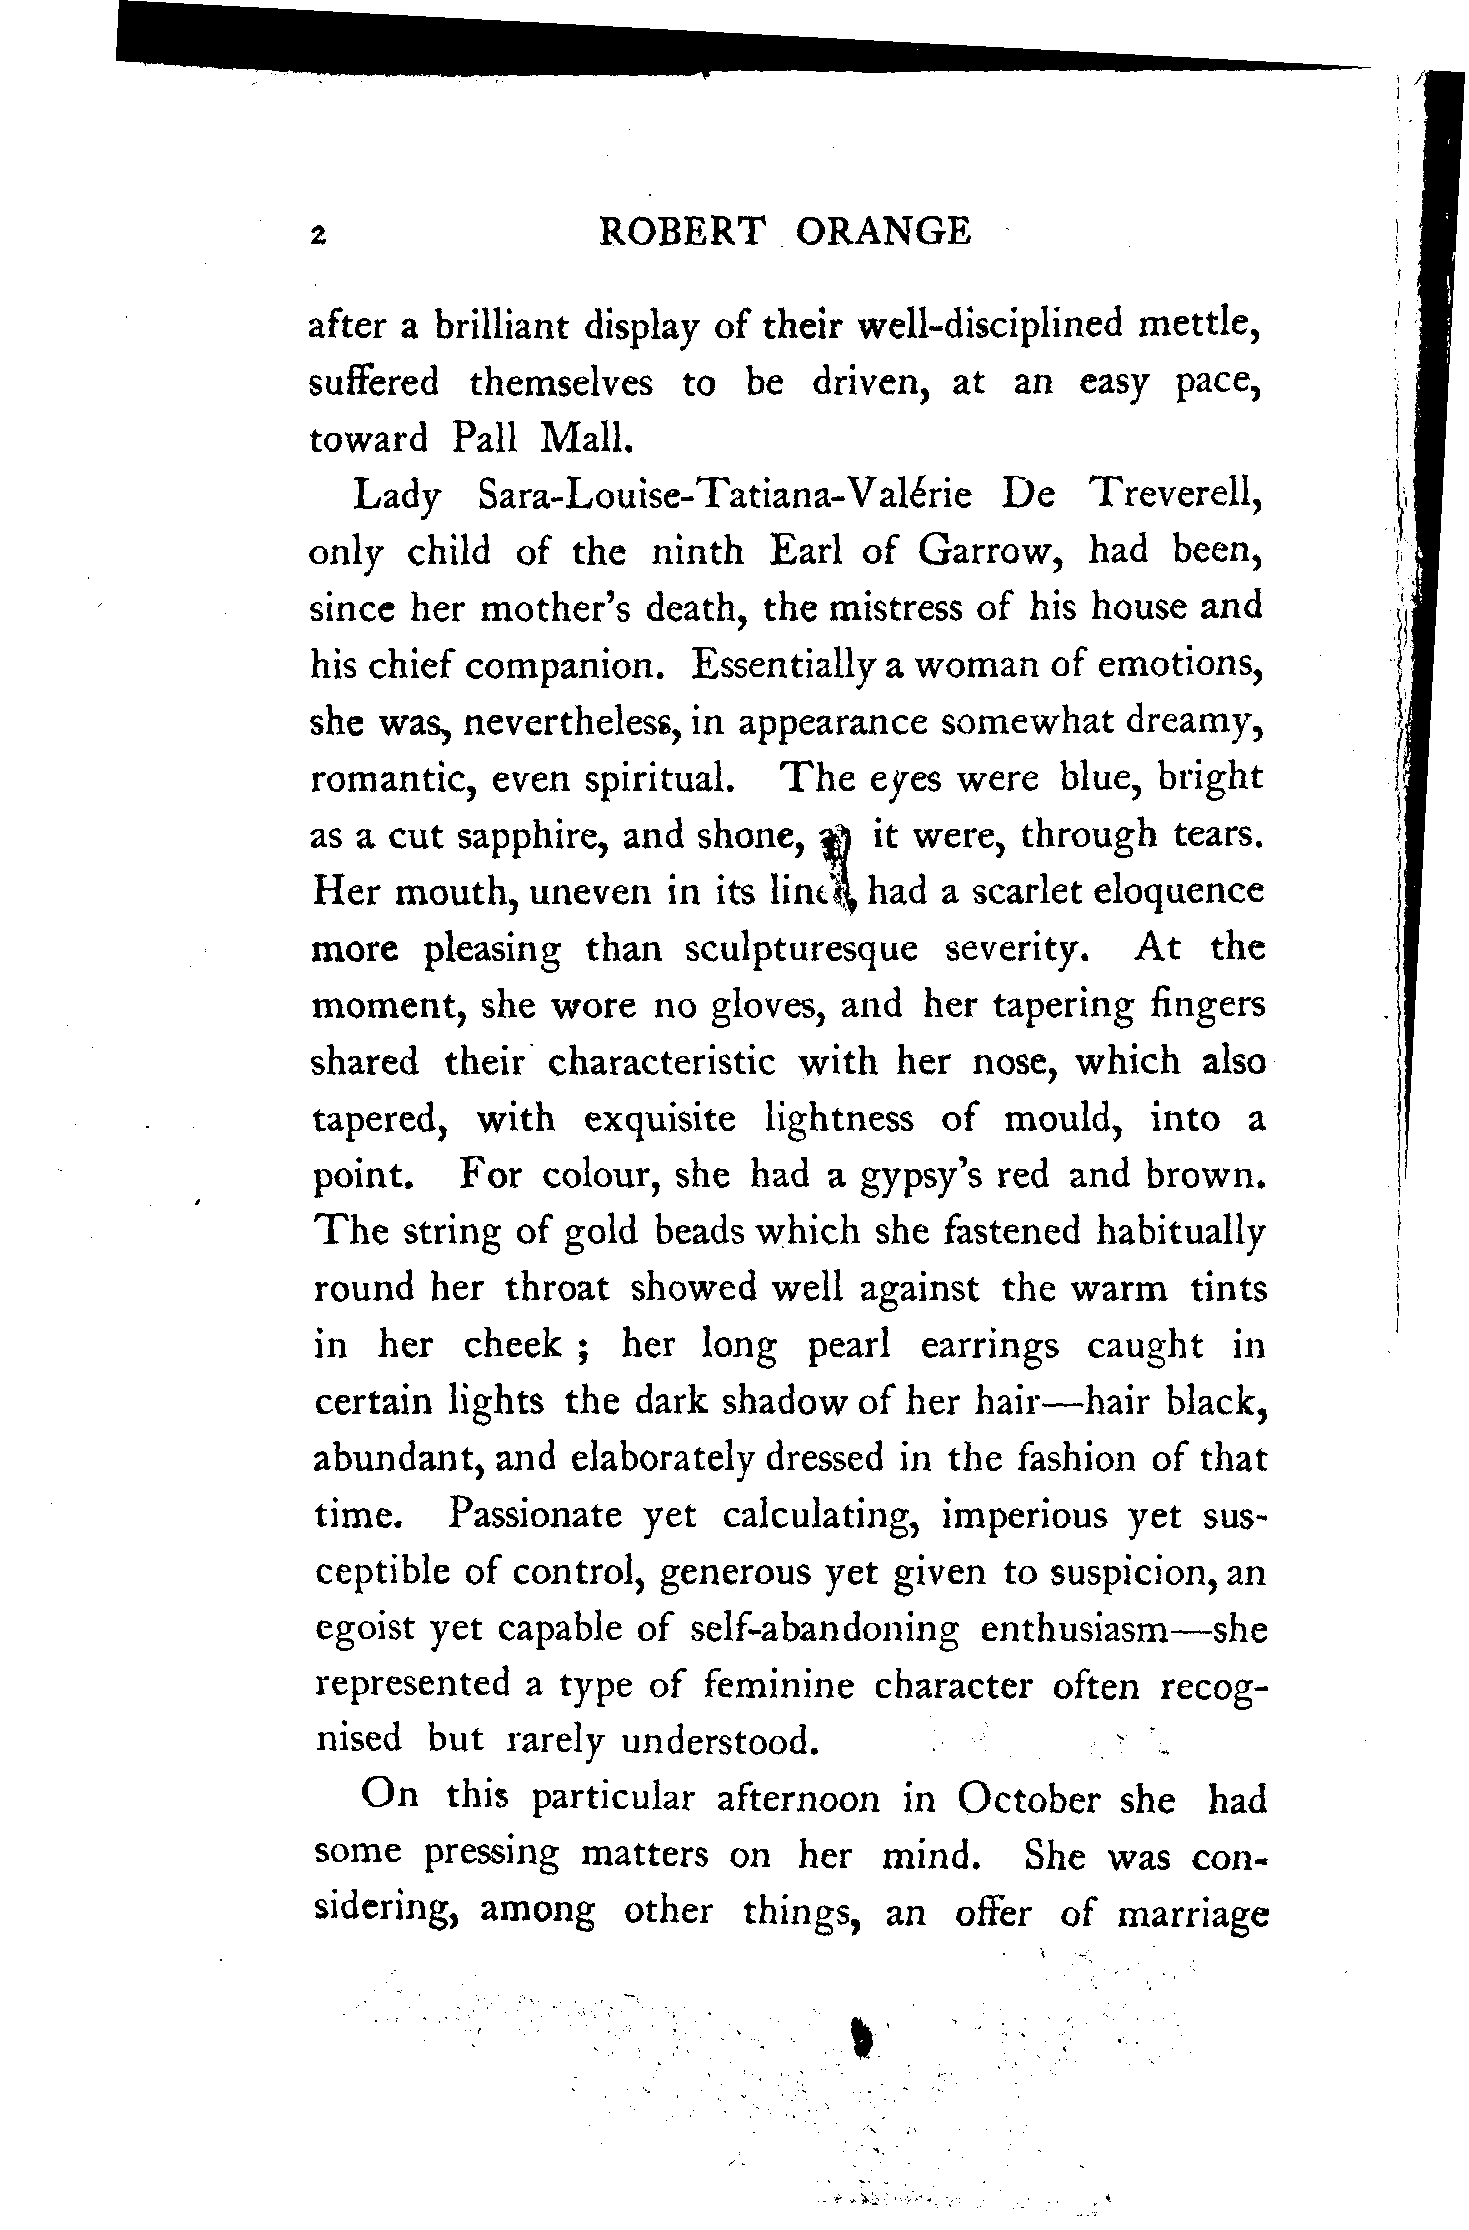 2 ROBERT ORANGE
after a brilliant display of their well-disciplined mettle,
suffered themselves to be driven, at an easy pace,
toward Pall Mall.
Lady Sara-Louise-Tatiana-Valérie De Treverell,
only child of the ninth Earl of Garrow, had been,
since her mother's death, the mistress of his house and
his chief companion. Essentially a woman of emotions,
she was, nevertheless, in appearance somewhat dreamy,
romantic, even spiritual. The eyes were blue, bright
as a cut sapphire, and shone, it were, through tears.
Her mouth, uneven in its had a scarlet eloquence
more pleasing than sculpturesque severity. At the
moment, she wore no gloves, and her tapering fingers
shared their characteristic with her nose, which also
tapered, with exquisite lightness of mould, into a
point. For colour, she had a gypsy's red and brown.
The string of gold beads which she fastened habitually
round her throat showed well against the warm tints
in her cheek ; her long pearl earrings caught in
certain lights the dark shadow of her hair—hair black,
abundant, and elaborately dressed in the fashion of that
time. Passionate yet calculating, imperious yet sus-
ceptible of control, generous yet given to suspicion, an
egoist yet capable of self-abandoning enthusiasm—she
represented a type of feminine character often recog-
nised but rarely understood.
On this particular afternoon in October she had
some pressing matters on her mind. She was con-
sidering, among other things, an offer of marriage